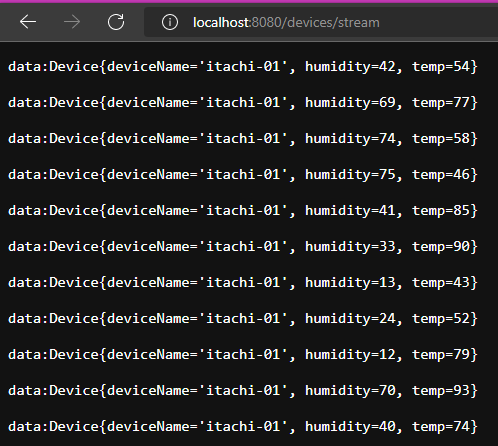 localhost:8080/devices/stream
data:Device{deviceName='itachi-01', humidity=42, temp=54}
data:Device{deviceName='itachi-01', humidity=69, temp=77}
data:Device{deviceName='itachi-01', humidity=74, temp=58}
data:Device{deviceName='itachi-01', humidity=75, temp=46}
data:Device{deviceName='itachi-01', humidity=41, temp=85}
data:Device{deviceName='itachi-01', humidity=33, temp=90}
data:Device{deviceName='itachi-01', humidity=13, temp=43}
data:Device{deviceName='itachi-01', humidity=24, temp=52}
data:Device{deviceName='itachi-01', humidity=12, temp=79}
data:Device{deviceName='itachi-01', humidity=70, temp=93}
data:Device{deviceName='itachi-01', humidity=40, temp=74}